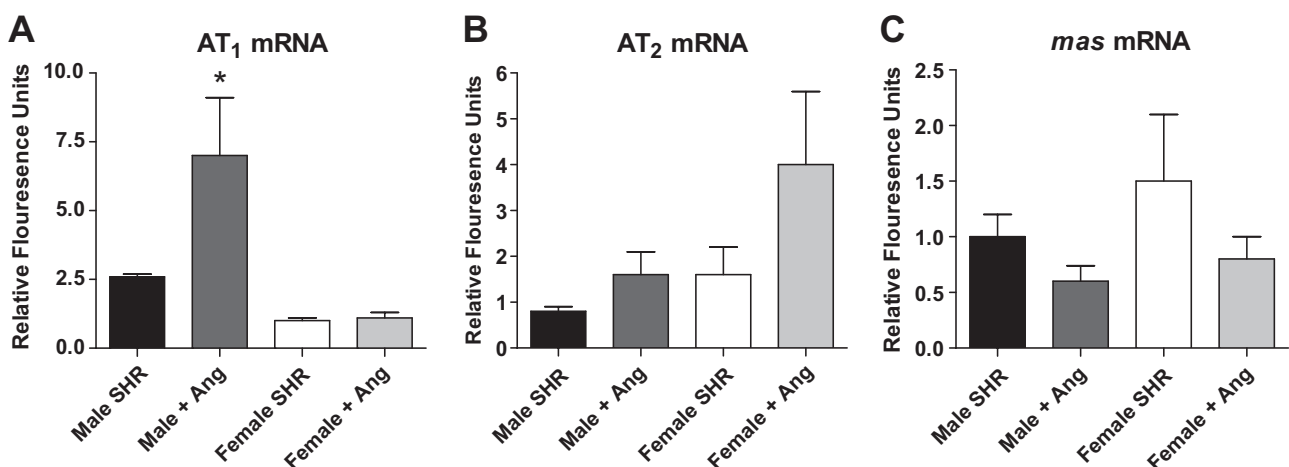 A
AT1 mRNA
Relative Flouresence Units
10.0
7.5
5.0
2.5
0.0
*
Male SHR
Male + Ang
Female SHR
Female + Ang
B
AT2 mRNA
Relative Flouresence Units
6
5
4
3
2
1
0
Male SHR
Male + Ang
Female SHR
Female + Ang
C
mas mRNA
Relative Flouresence Units
2.5
2.0
1.5
1.0
0.5
0.0
Male SHR
Male + Ang
Female SHR
Female + Ang